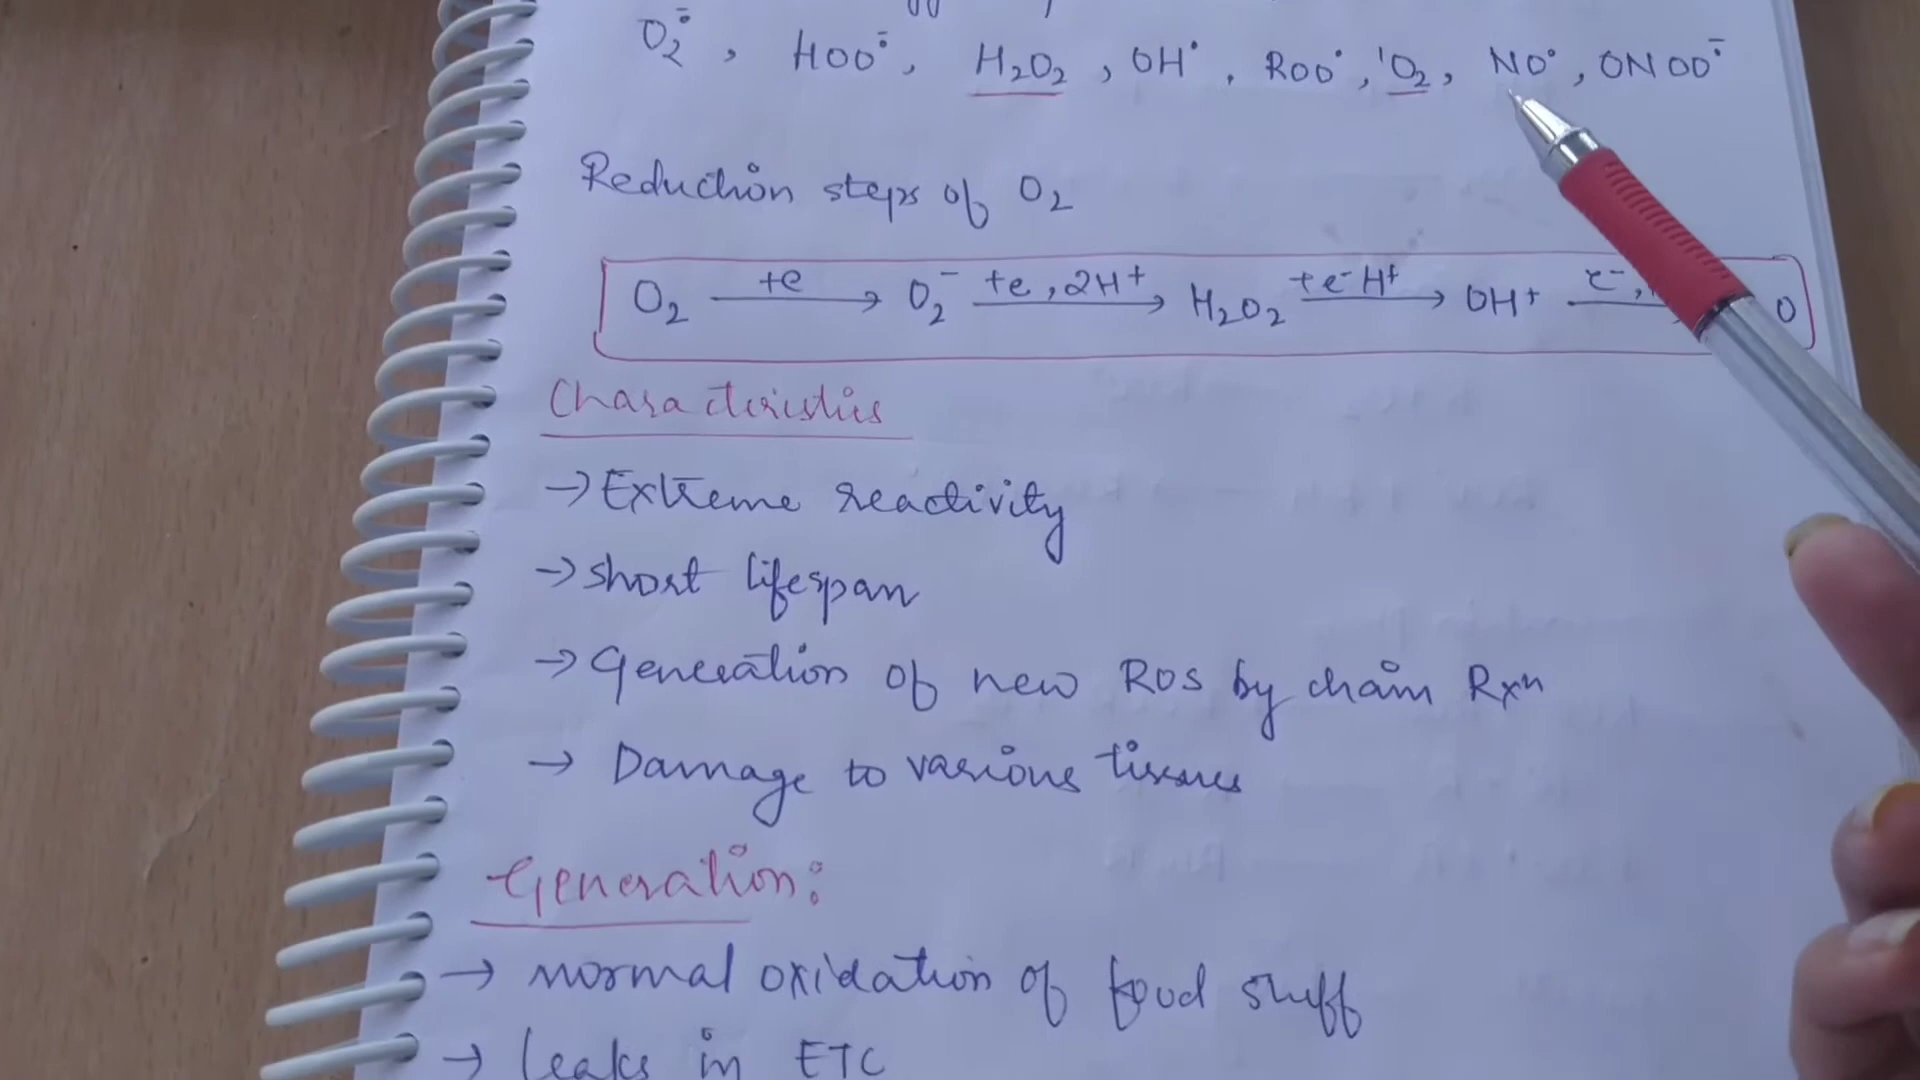 O₂•̄ , HOO•̄ , H₂O₂ , OH• , ROO• , ¹O₂ , NO• , ONOO•̄
Reduction steps of O₂
O₂ +e → O₂⁻ +e , 2H⁺ → H₂O₂ +e⁻ H⁺ → OH⁺ e⁻, → O
Characteristics
→ Extreme reactivity
→ short lifespan
→ Generation of new ROS by chain Rxⁿ
→ Damage to various tissues
Generation:
→ normal oxidation of food stuff
→ leaks in ETC